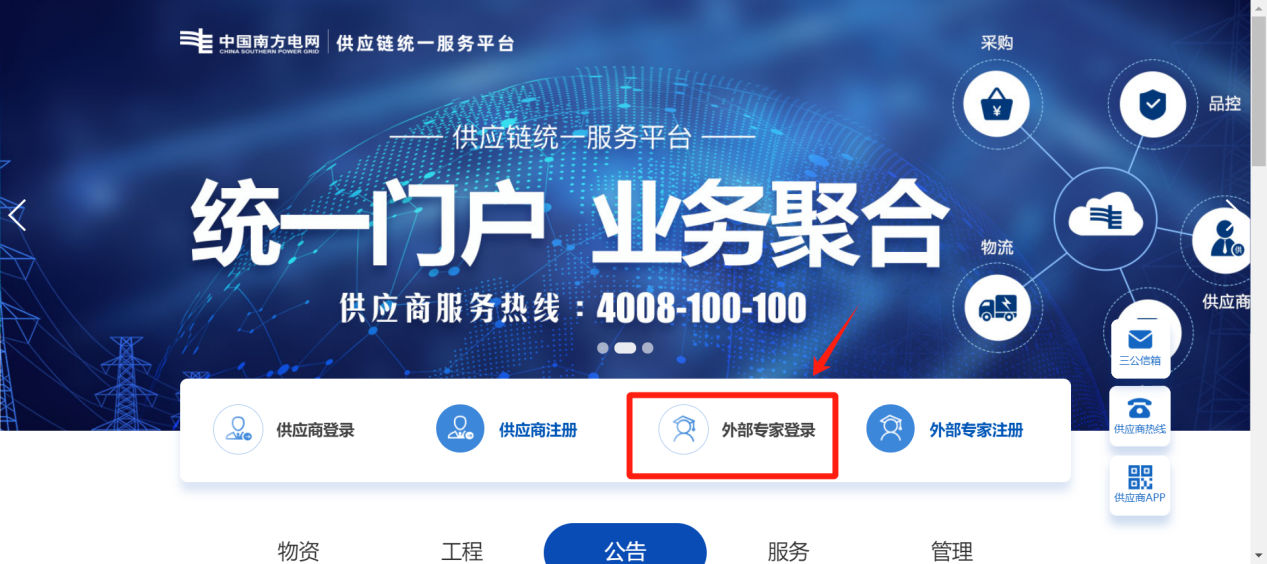 中国南方电网
CHINA SOUTHERN POWER GRID
供应链统一服务平台
采购
品控
供应链统一服务平台
统一门户 业务聚合
物流
供
供应商
供应商服务热线：4008-100-100
三公信箱
供应商登录
供应商注册
外部专家登录
外部专家注册
供应商热线
供应商APP
物资
工程
公告
服务
管理